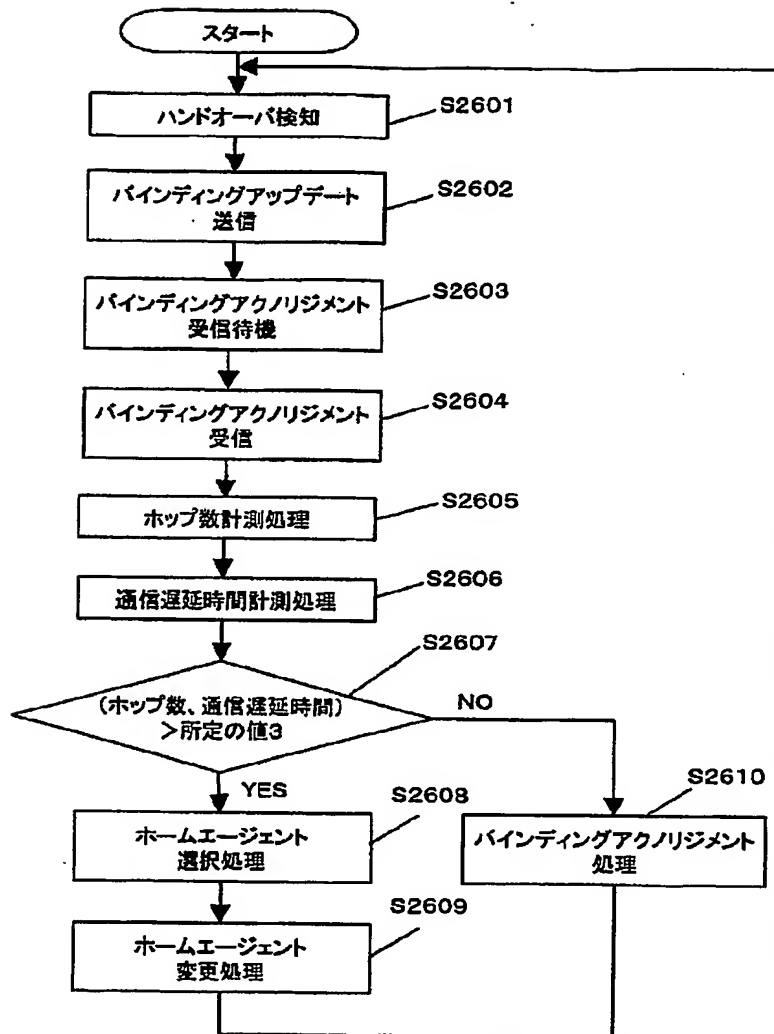 スタート
ハンドオーバ検知
S2601
バインディングアップデート
送信
S2602
バインディングアクノリジメント
受信待機
S2603
バインディングアクノリジメント
受信
S2604
ホップ数計測処理
S2605
通信遅延時間計測処理
S2606
S2607
(ホップ数、通信遅延時間)
>所定の値3
NO
YES
S2608
ホームエージェント
選択処理
S2610
バインディングアクノリジメント
処理
S2609
ホームエージェント
変更処理